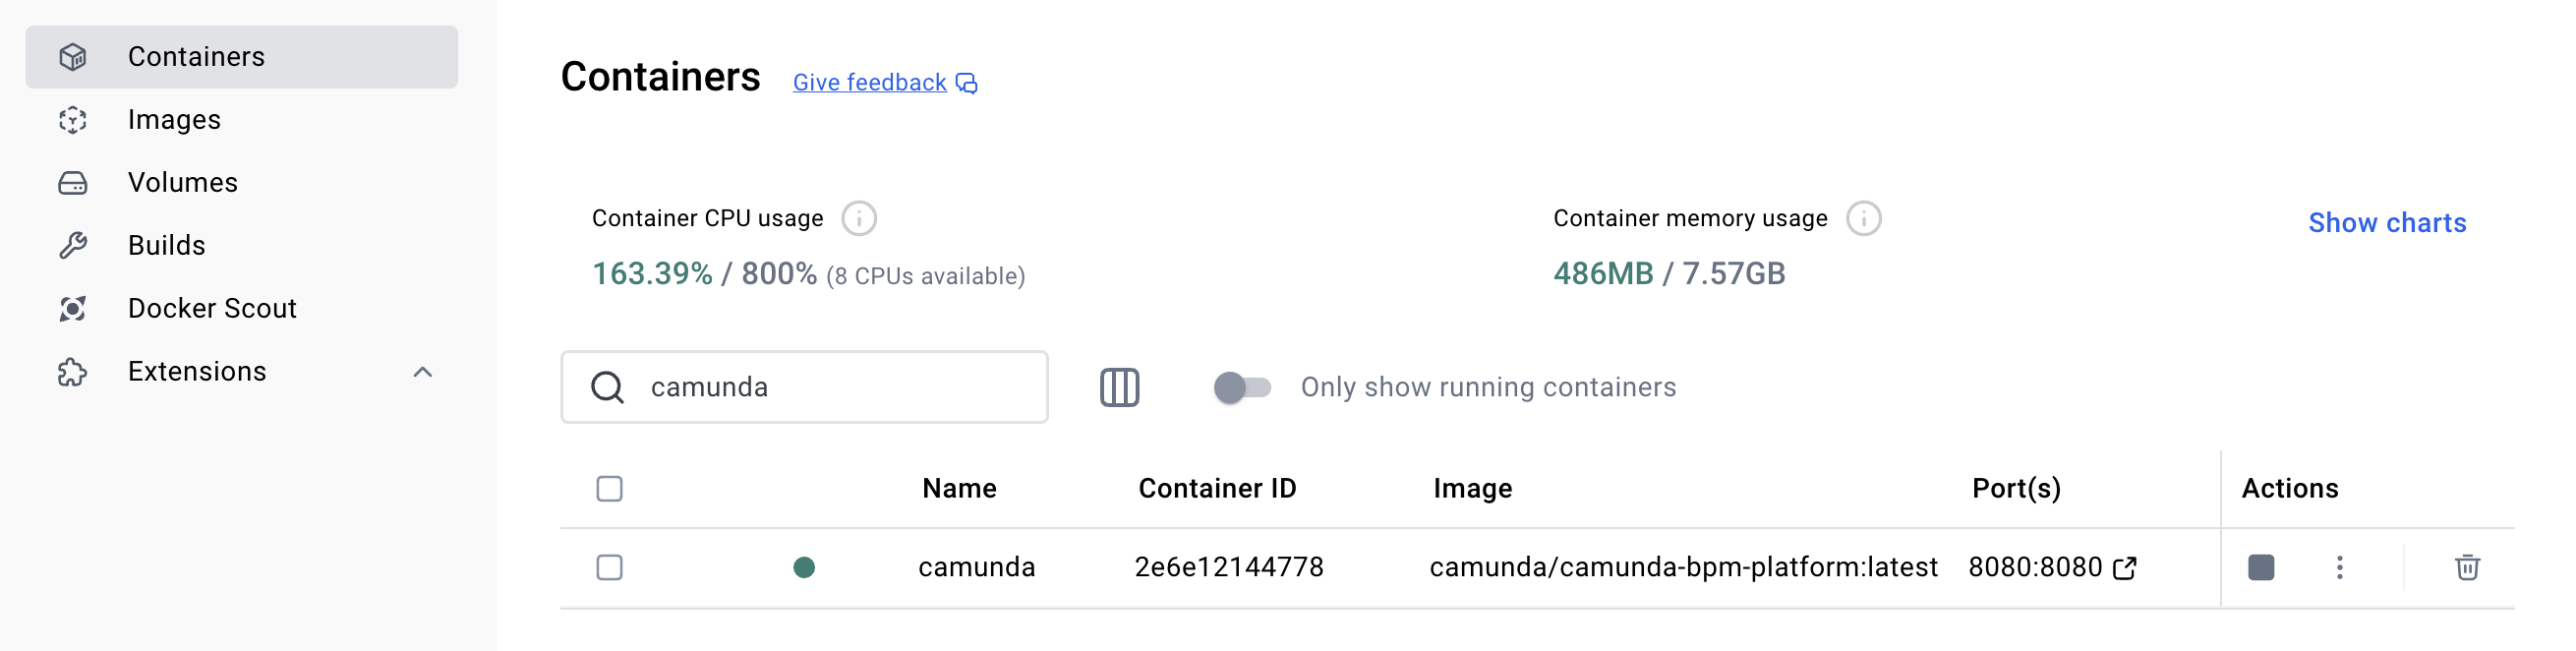 Containers
Images
Volumes
Builds
Docker Scout
Extensions
Containers Give feedback
Container CPU usage
163.39% / 800% (8 CPUs available)
Container memory usage
486MB / 7.57GB
Show charts
camunda
Only show running containers
Name Container ID Image Port(s) Actions
camunda 2e6e12144778 camunda/camunda-bpm-platform:latest 8080:8080